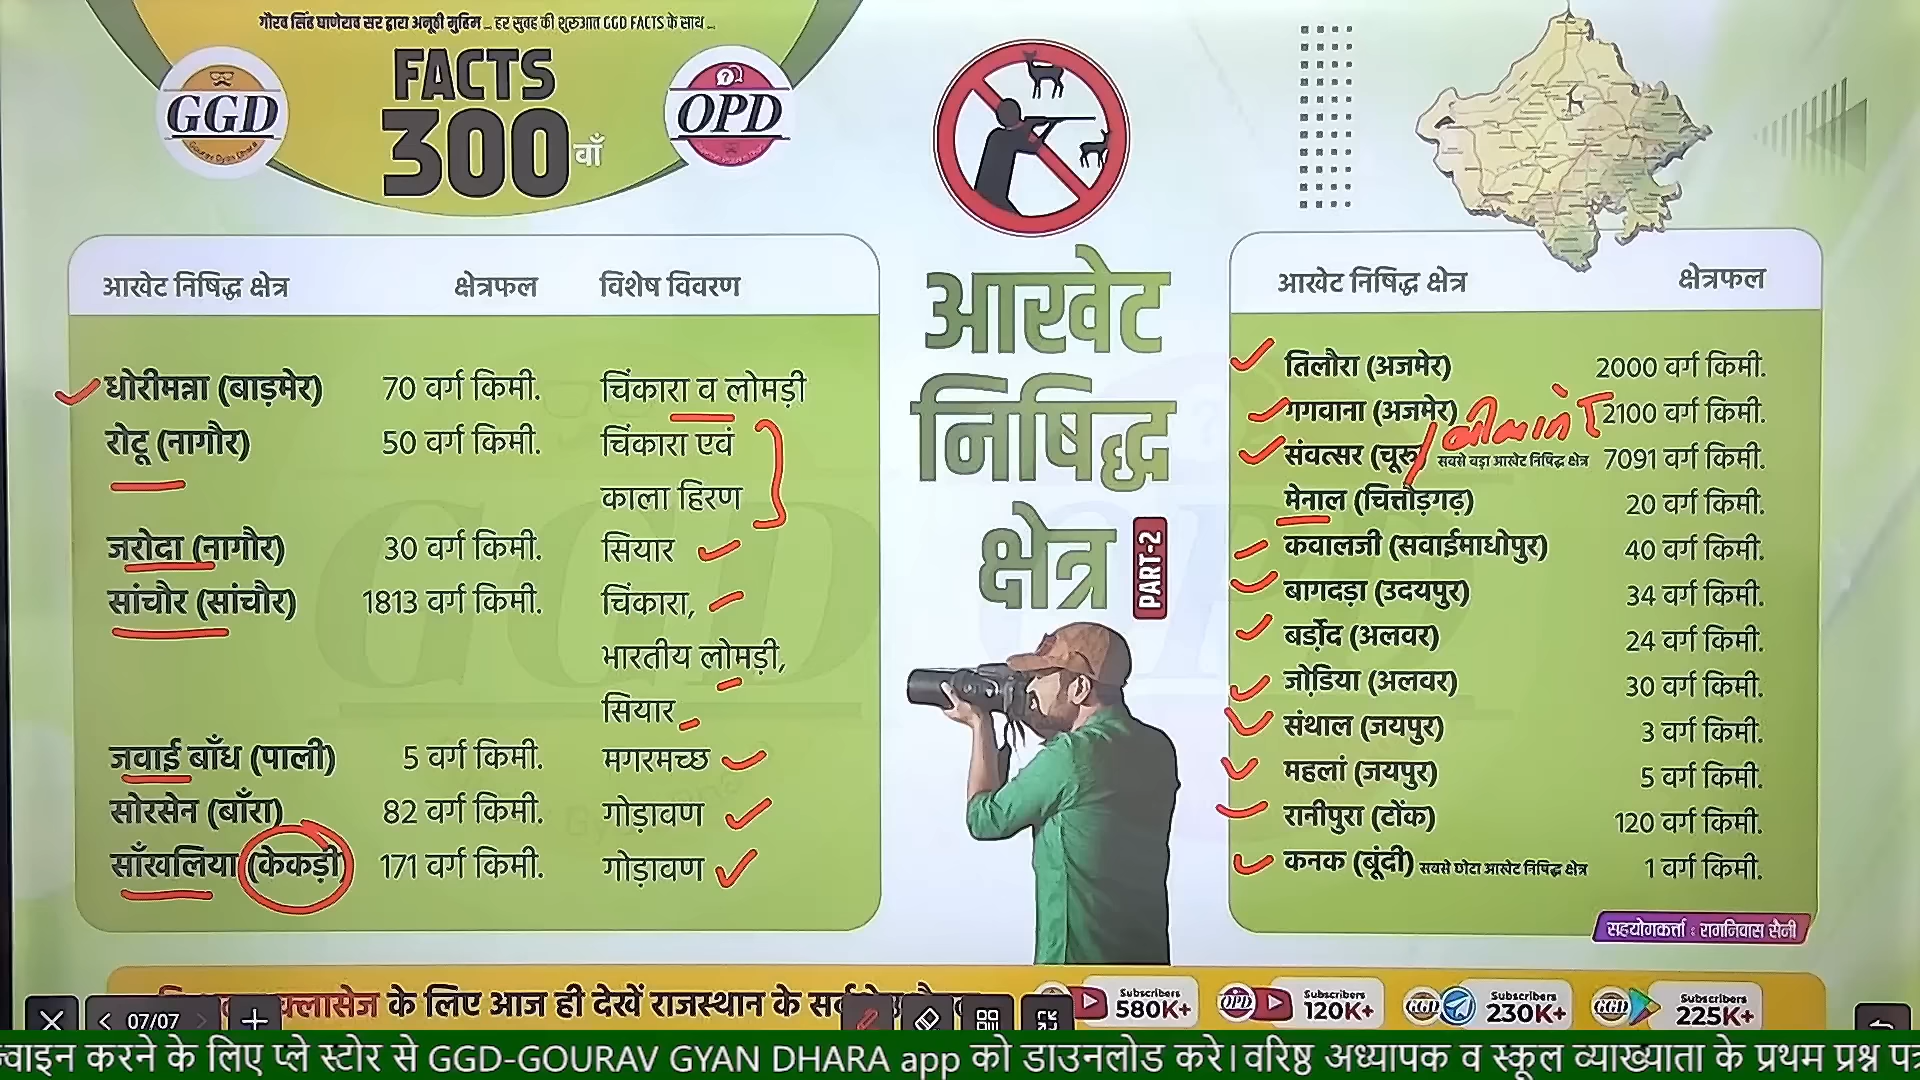 गौरव सिंह घाणेराव सर द्वारा अनूठी मुहिम ... हर सुबह की शुरुआत GGD FACTS के साथ ...
GGD
FACTS
300वाँ
OPD
आखेट निषिद्ध क्षेत्र क्षेत्रफल विशेष विवरण
धोरीमन्ना (बाड़मेर) 70 वर्ग किमी. चिंकारा व लोमड़ी
रोटू (नागौर) 50 वर्ग किमी. चिंकारा एवं
काला हिरण
जरोदा (नागौर) 30 वर्ग किमी. सियार
सांचौर (सांचौर) 1813 वर्ग किमी. चिंकारा,
भारतीय लोमड़ी,
सियार
जवाई बाँध (पाली) 5 वर्ग किमी. मगरमच्छ
सोरसेन (बाँरा) 82 वर्ग किमी. गोड़ावण
साँखलिया (केकड़ी) 171 वर्ग किमी. गोड़ावण
आखेट
निषिद्ध
क्षेत्र
PART-2
आखेट निषिद्ध क्षेत्र क्षेत्रफल
तिलौरा (अजमेर) 2000 वर्ग किमी.
गगवाना (अजमेर) 2100 वर्ग किमी.
संवत्सर (चूरू) सबसे बड़ा आखेट निषिद्ध क्षेत्र 7091 वर्ग किमी.
मेनाल (चित्तौड़गढ़) 20 वर्ग किमी.
कवालजी (सवाईमाधोपुर) 40 वर्ग किमी.
बागदड़ा (उदयपुर) 34 वर्ग किमी.
बर्ड़ोद (अलवर) 24 वर्ग किमी.
जोड़िया (अलवर) 30 वर्ग किमी.
संथाल (जयपुर) 3 वर्ग किमी.
महलां (जयपुर) 5 वर्ग किमी.
रानीपुरा (टोंक) 120 वर्ग किमी.
कनक (बूंदी) सबसे छोटा आखेट निषिद्ध क्षेत्र 1 वर्ग किमी.
सहयोगकर्त्ता : रामनिवास सैनी
क्लासेज के लिए आज ही देखें राजस्थान के
Subscribers 580K+
OPD Subscribers 120K+
GGD Subscribers 230K+
GGD Subscribers 225K+
07/07
करने के लिए प्ले स्टोर से GGD-GOURAV GYAN DHARA app को डाउनलोड करे। वरिष्ठ अध्यापक व स्कूल व्याख्याता के प्रथम प्रश्न